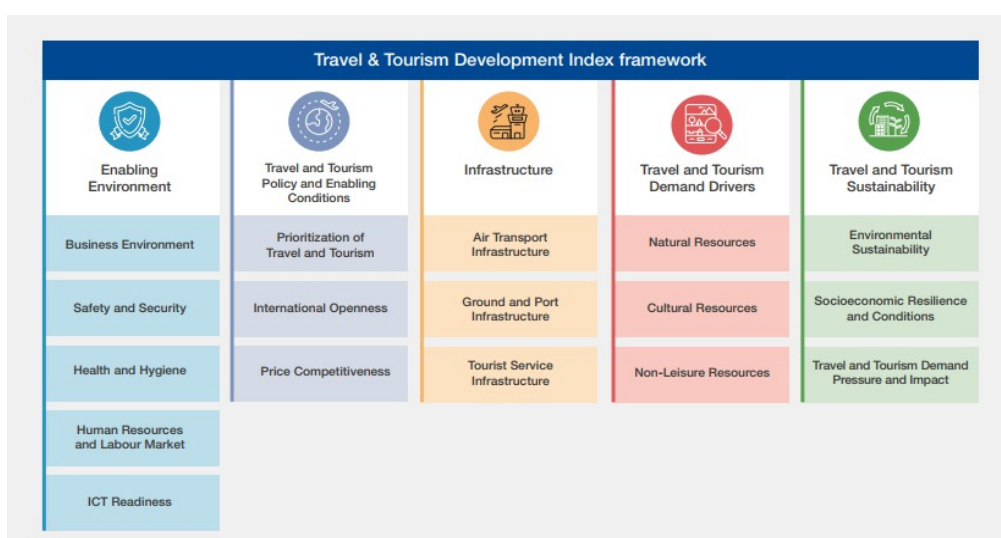 Travel & Tourism Development Index framework
Enabling
Environment
Business Environment
Safety and Security
Health and Hygiene
Human Resources
and Labour Market
ICT Readiness
Travel and Tourism
Policy and Enabling
Conditions
Prioritization of
Travel and Tourism
International Openness
Price Competitiveness
Infrastructure
Air Transport
Infrastructure
Ground and Port
Infrastructure
Tourist Service
Infrastructure
Travel and Tourism
Demand Drivers
Natural Resources
Cultural Resources
Non-Leisure Resources
Travel and Tourism
Sustainability
Environmental
Sustainability
Socioeconomic Resilience
and Conditions
Travel and Tourism Demand
Pressure and Impact